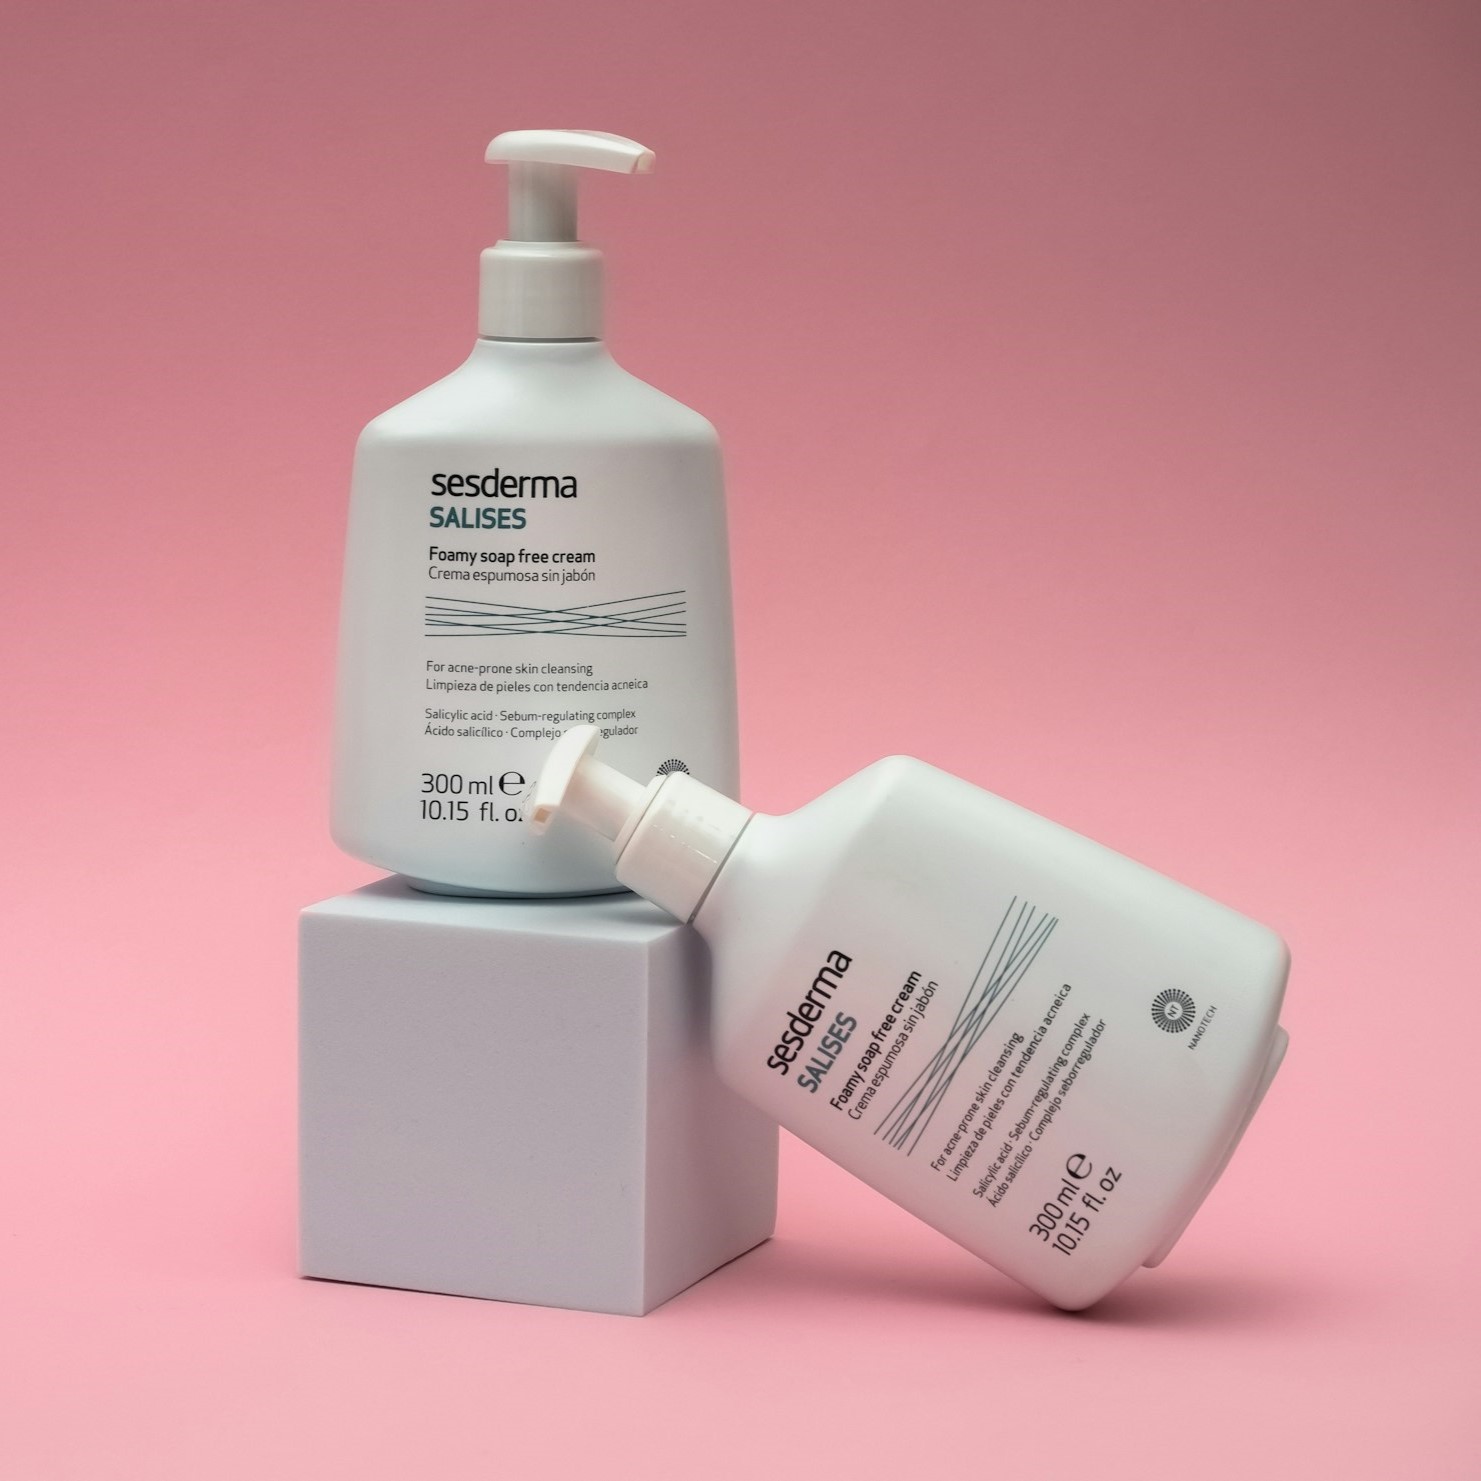 sesderma
SALISES
Foamy soap free cream
Crema espumosa sin jabón
For acne-prone skin cleansing
Limpieza de pieles con tendencia acneica
Salicylic acid · Sebum-regulating complex
Ácido salicílico · Complejo
300 ml ℮
10.15 fl. oz
sesderma
SALISES
Foamy soap free cream
Crema espumosa sin jabón
For acne-prone skin cleansing
Limpieza de pieles con tendencia acneica
Salicylic acid · Sebum-regulating complex
Ácido salicílico · Complejo seborregulador
300 ml ℮
10.15 fl. oz
NT
NANOTECH